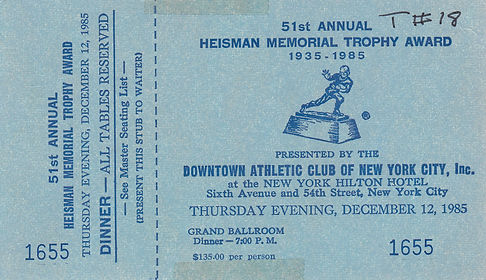 51st ANNUAL
HEISMAN MEMORIAL TROPHY AWARD
THURSDAY EVENING, DECEMBER 12, 1985
DINNER — ALL TABLES RESERVED
— See Master Seating List —
(PRESENT THIS STUB TO WAITER)
1655
T#18
51st ANNUAL
HEISMAN MEMORIAL TROPHY AWARD
1935-1985
PRESENTED BY THE
DOWNTOWN ATHLETIC CLUB OF NEW YORK CITY, Inc.
at the NEW YORK HILTON HOTEL
Sixth Avenue and 54th Street, New York City
THURSDAY EVENING, DECEMBER 12, 1985
GRAND BALLROOM
Dinner — 7:00 P. M.
$135.00 per person
1655